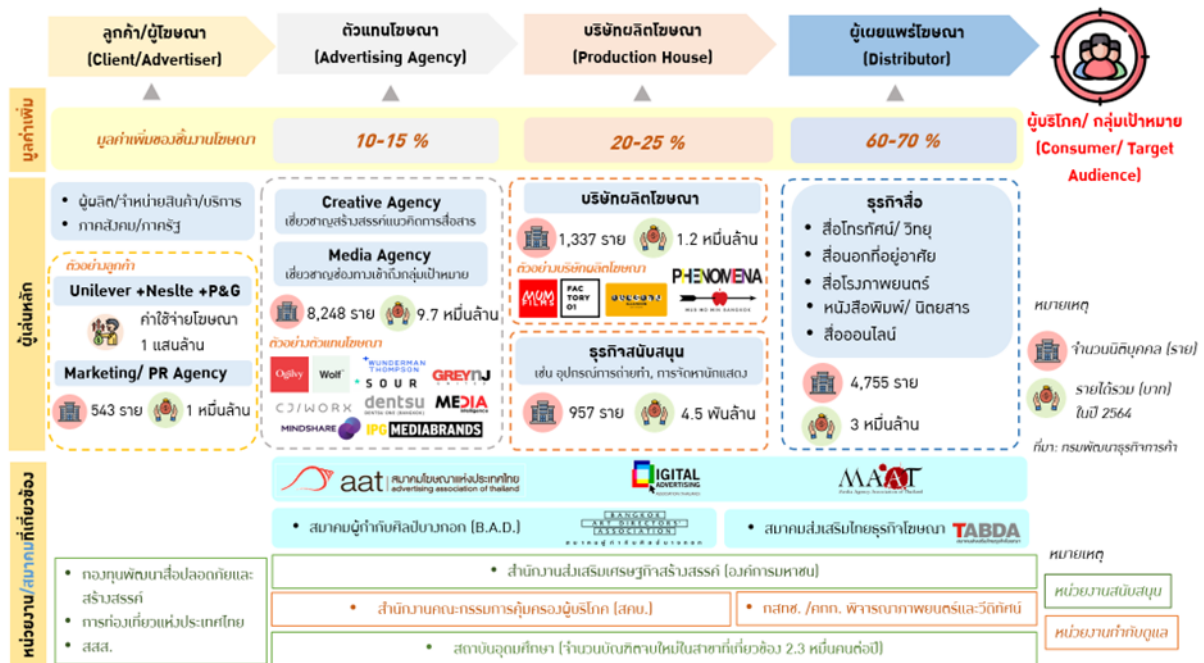 ลูกค้า/ผู้โฆษณา
(Client/Advertiser)
ตัวแทนโฆษณา
(Advertising Agency)
บริษัทผลิตโฆษณา
(Production House)
ผู้เผยแพร่โฆษณา
(Distributor)
ผู้บริโภค/ กลุ่มเป้าหมาย
(Consumer/ Target
Audience)
มูลค่าเพิ่ม
มูลค่าเพิ่มของชิ้นงานโฆษณา
10-15 %
20-25 %
60-70 %
ผู้เล่นหลัก
• ผู้ผลิต/จำหน่ายสินค้า/บริการ
• ภาคสังคม/ภาครัฐ
ตัวอย่างลูกค้า
Unilever +Neslte +P&G
ค่าใช้จ่ายโฆษณา
1 แสนล้าน
Marketing/ PR Agency
543 ราย
1 หมื่นล้าน
Creative Agency
เชี่ยวชาญสร้างสรรค์แนวคิดการสื่อสาร
Media Agency
เชี่ยวชาญช่องทางเข้าถึงกลุ่มเป้าหมาย
8,248 ราย
9.7 หมื่นล้าน
ตัวอย่างตัวแทนโฆษณา
Ogilvy
Wolf
WUNDERMAN
THOMPSON
SOUR
GREYNJ
UNITED
CJ/WORX
dentsu
DENTSU ONE (BANGKOK)
MEDIA
intelligence
MINDSHARE
IPG MEDIABRANDS
บริษัทผลิตโฆษณา
1,337 ราย
1.2 หมื่นล้าน
ตัวอย่างบริษัทผลิตโฆษณา
MUM
FILMS
FAC
TORY
01
PHENOMENA
ธุรกิจสนับสนุน
เช่น อุปกรณ์การถ่ายทำ, การจัดหานักแสดง
957 ราย
4.5 พันล้าน
ธุรกิจสื่อ
• สื่อโทรทัศน์/ วิทยุ
• สื่อนอกที่อยู่อาศัย
• สื่อโรงภาพยนตร์
• หนังสือพิมพ์/ นิตยสาร
• สื่อออนไลน์
4,755 ราย
3 หมื่นล้าน
หมายเหตุ
จำนวนนิติบุคคล (ราย)
รายได้รวม (บาท)
ในปี 2564
ที่มา: กรมพัฒนาธุรกิจการค้า
หน่วยงาน/สมาคมที่เกี่ยวข้อง
aat
สมาคมโฆษณาแห่งประเทศไทย
advertising association of thailand
DIGITAL
ADVERTISING
ASSOCIATION THAILAND
MAAT
Media Agency Association of Thailand
• สมาคมผู้กำกับศิลป์บางกอก (B.A.D.)
BANGKOK
ART DIRECTORS'
ASSOCIATION
สมาคมผู้กำกับศิลป์บางกอก
• สมาคมส่งเสริมไทยธุรกิจโฆษณา
TABDA
• กองทุนพัฒนาสื่อปลอดภัยและ
สร้างสรรค์
• การท่องเที่ยวแห่งประเทศไทย
• สสส.
• สำนักงานส่งเสริมเศรษฐกิจสร้างสรรค์ (องค์การมหาชน)
• สำนักงานคณะกรรมการคุ้มครองผู้บริโภค (สคบ.)
• กสทช. /คกก. พิจารณาภาพยนตร์และวีดิทัศน์
• สถาบันอุดมศึกษา (จำนวนบัณฑิตจบใหม่ในสาขาที่เกี่ยวข้อง 2.3 หมื่นคนต่อปี)
หมายเหตุ
หน่วยงานสนับสนุน
หน่วยงานกำกับดูแล